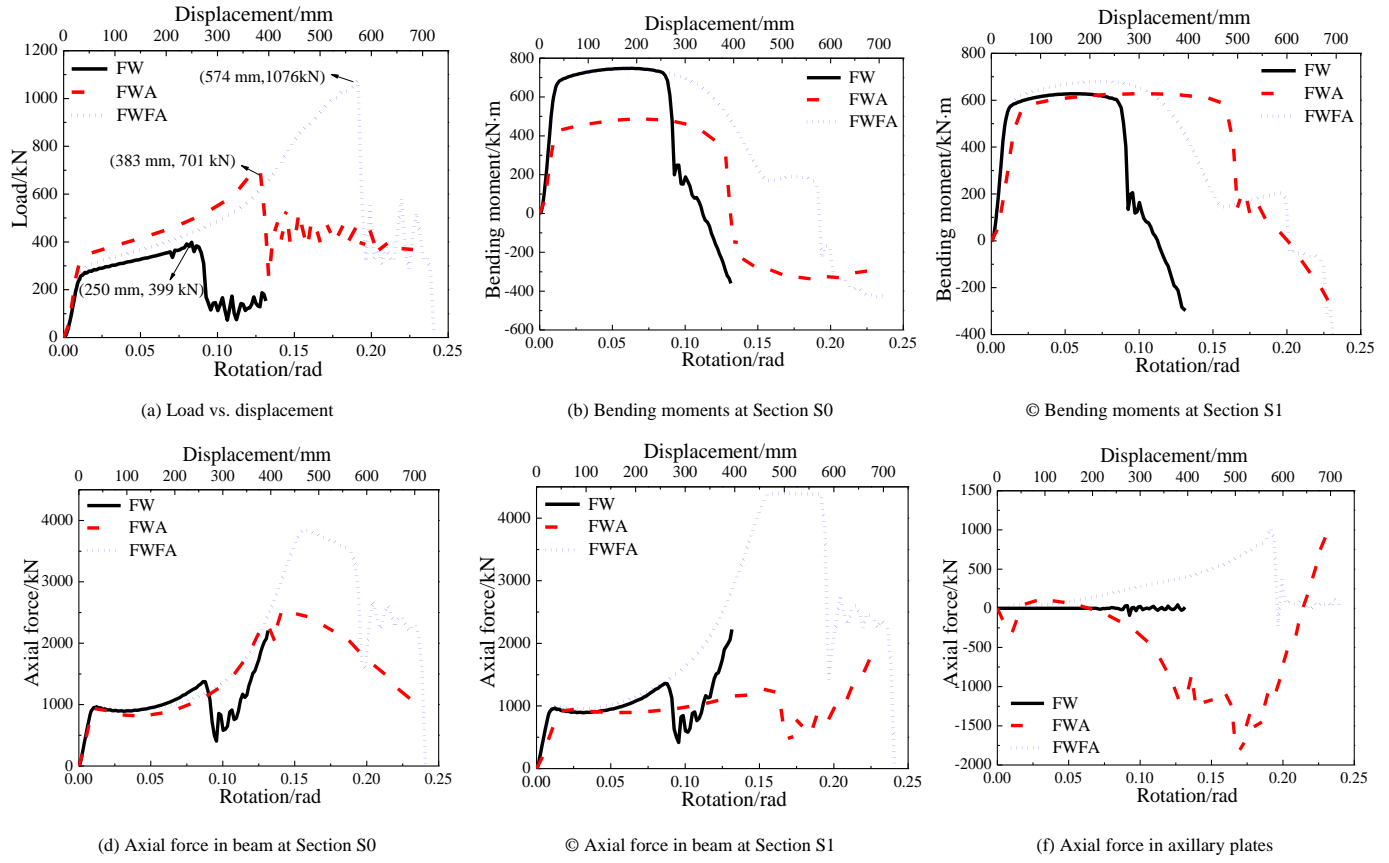 Displacement/mm
0 100 200 300 400 500 600 700
1200
1000
800
600
400
200
0
Load/kN
FW
FWA
FWFA
(574 mm,1076kN)
(383 mm, 701 kN)
(250 mm, 399 kN)
0.00 0.05 0.10 0.15 0.20 0.25
Rotation/rad
(a) Load vs. displacement
Displacement/mm
0 100 200 300 400 500 600 700
800
600
400
200
0
-200
-400
-600
Bending moment/kN·m
FW
FWA
FWFA
0.00 0.05 0.10 0.15 0.20 0.25
Rotation/rad
(b) Bending moments at Section S0
Displacement/mm
0 100 200 300 400 500 600 700
800
600
400
200
0
-200
-400
Bending moment/kN·m
FW
FWA
FWFA
0.00 0.05 0.10 0.15 0.20 0.25
Rotation/rad
© Bending moments at Section S1
Displacement/mm
0 100 200 300 400 500 600 700
4000
3000
2000
1000
0
Axial force/kN
FW
FWA
FWFA
0.00 0.05 0.10 0.15 0.20 0.25
Rotation/rad
(d) Axial force in beam at Section S0
Displacement/mm
0 100 200 300 400 500 600 700
4000
3000
2000
1000
0
Axial force/kN
FW
FWA
FWFA
0.00 0.05 0.10 0.15 0.20 0.25
Rotation/rad
© Axial force in beam at Section S1
Displacement/mm
0 100 200 300 400 500 600 700
1500
1000
500
0
-500
-1000
-1500
-2000
Axial force/kN
FW
FWA
FWFA
0.00 0.05 0.10 0.15 0.20 0.25
Rotation/rad
(f) Axial force in axillary plates